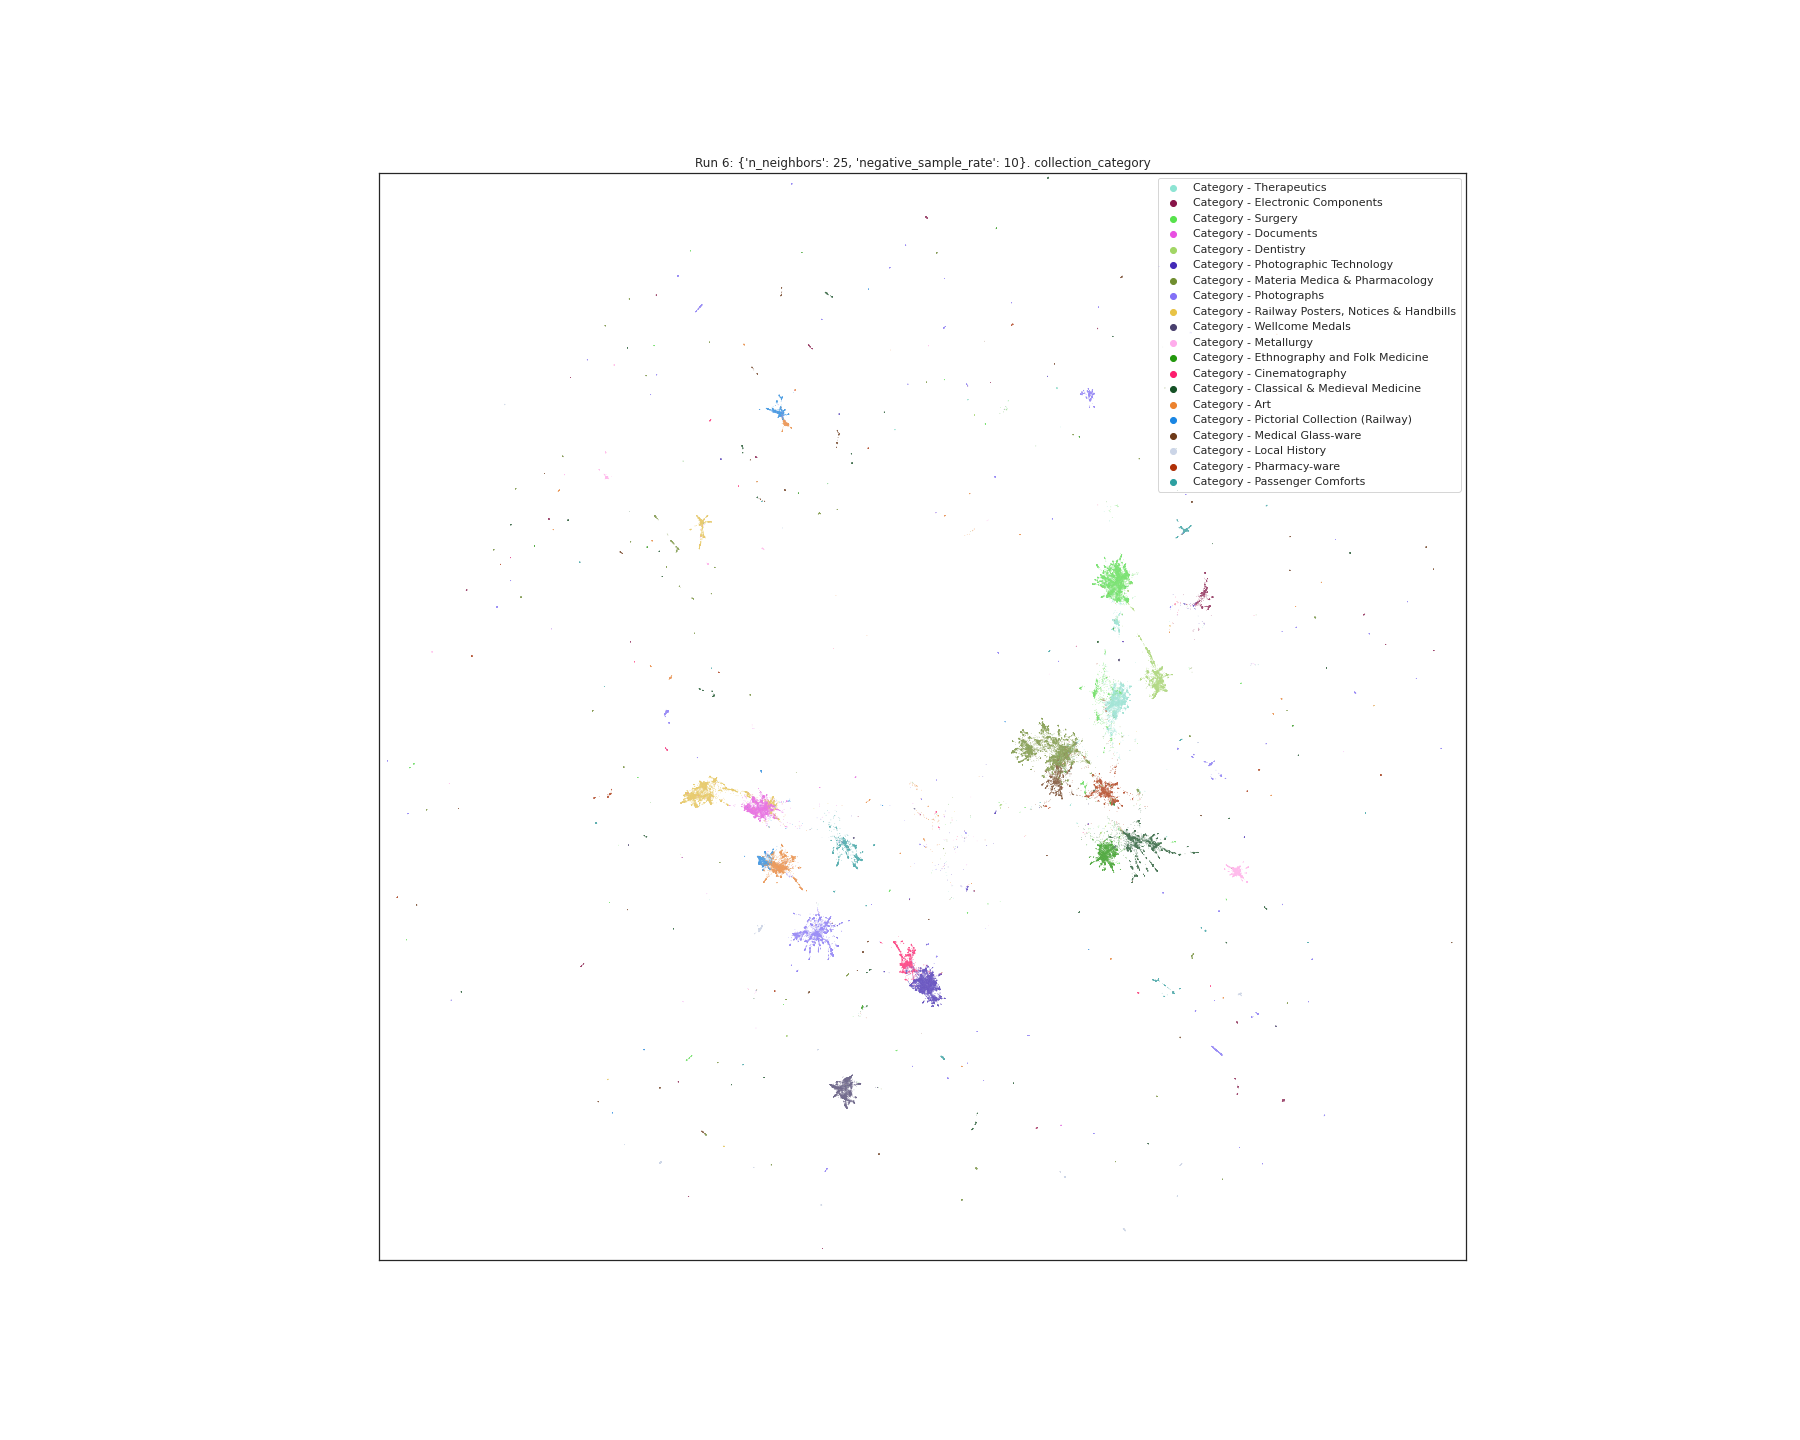 Run 6: {'n_neighbors': 25, 'negative_sample_rate': 10}. collection_category
Category - Therapeutics
Category - Electronic Components
Category - Surgery
Category - Documents
Category - Dentistry
Category - Photographic Technology
Category - Materia Medica & Pharmacology
Category - Photographs
Category - Railway Posters, Notices & Handbills
Category - Wellcome Medals
Category - Metallurgy
Category - Ethnography and Folk Medicine
Category - Cinematography
Category - Classical & Medieval Medicine
Category - Art
Category - Pictorial Collection (Railway)
Category - Medical Glass-ware
Category - Local History
Category - Pharmacy-ware
Category - Passenger Comforts